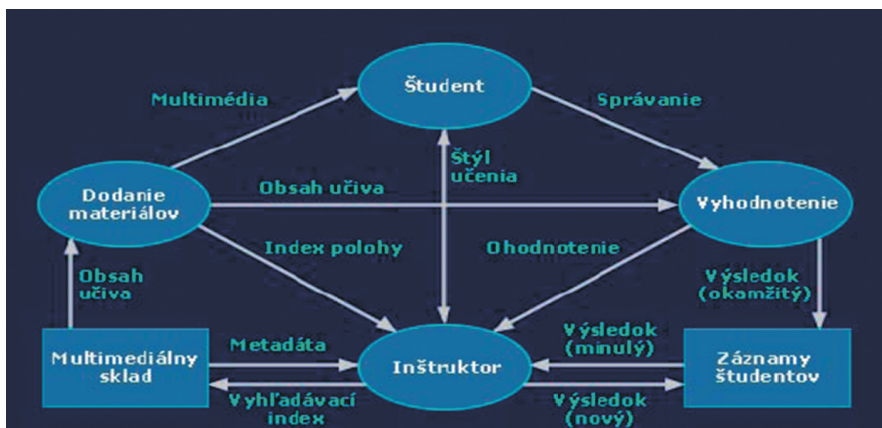 Študent
Multimédia
Správanie
Štýl
učenia
Dodanie
materiálov
Obsah učiva
Vyhodnotenie
Index polohy
Ohodnotenie
Obsah
učiva
Výsledok
(okamžitý)
Multimediálny
sklad
Metadáta
Inštruktor
Výsledok
(minulý)
Záznamy
študentov
Vyhľadávací
index
Výsledok
(nový)